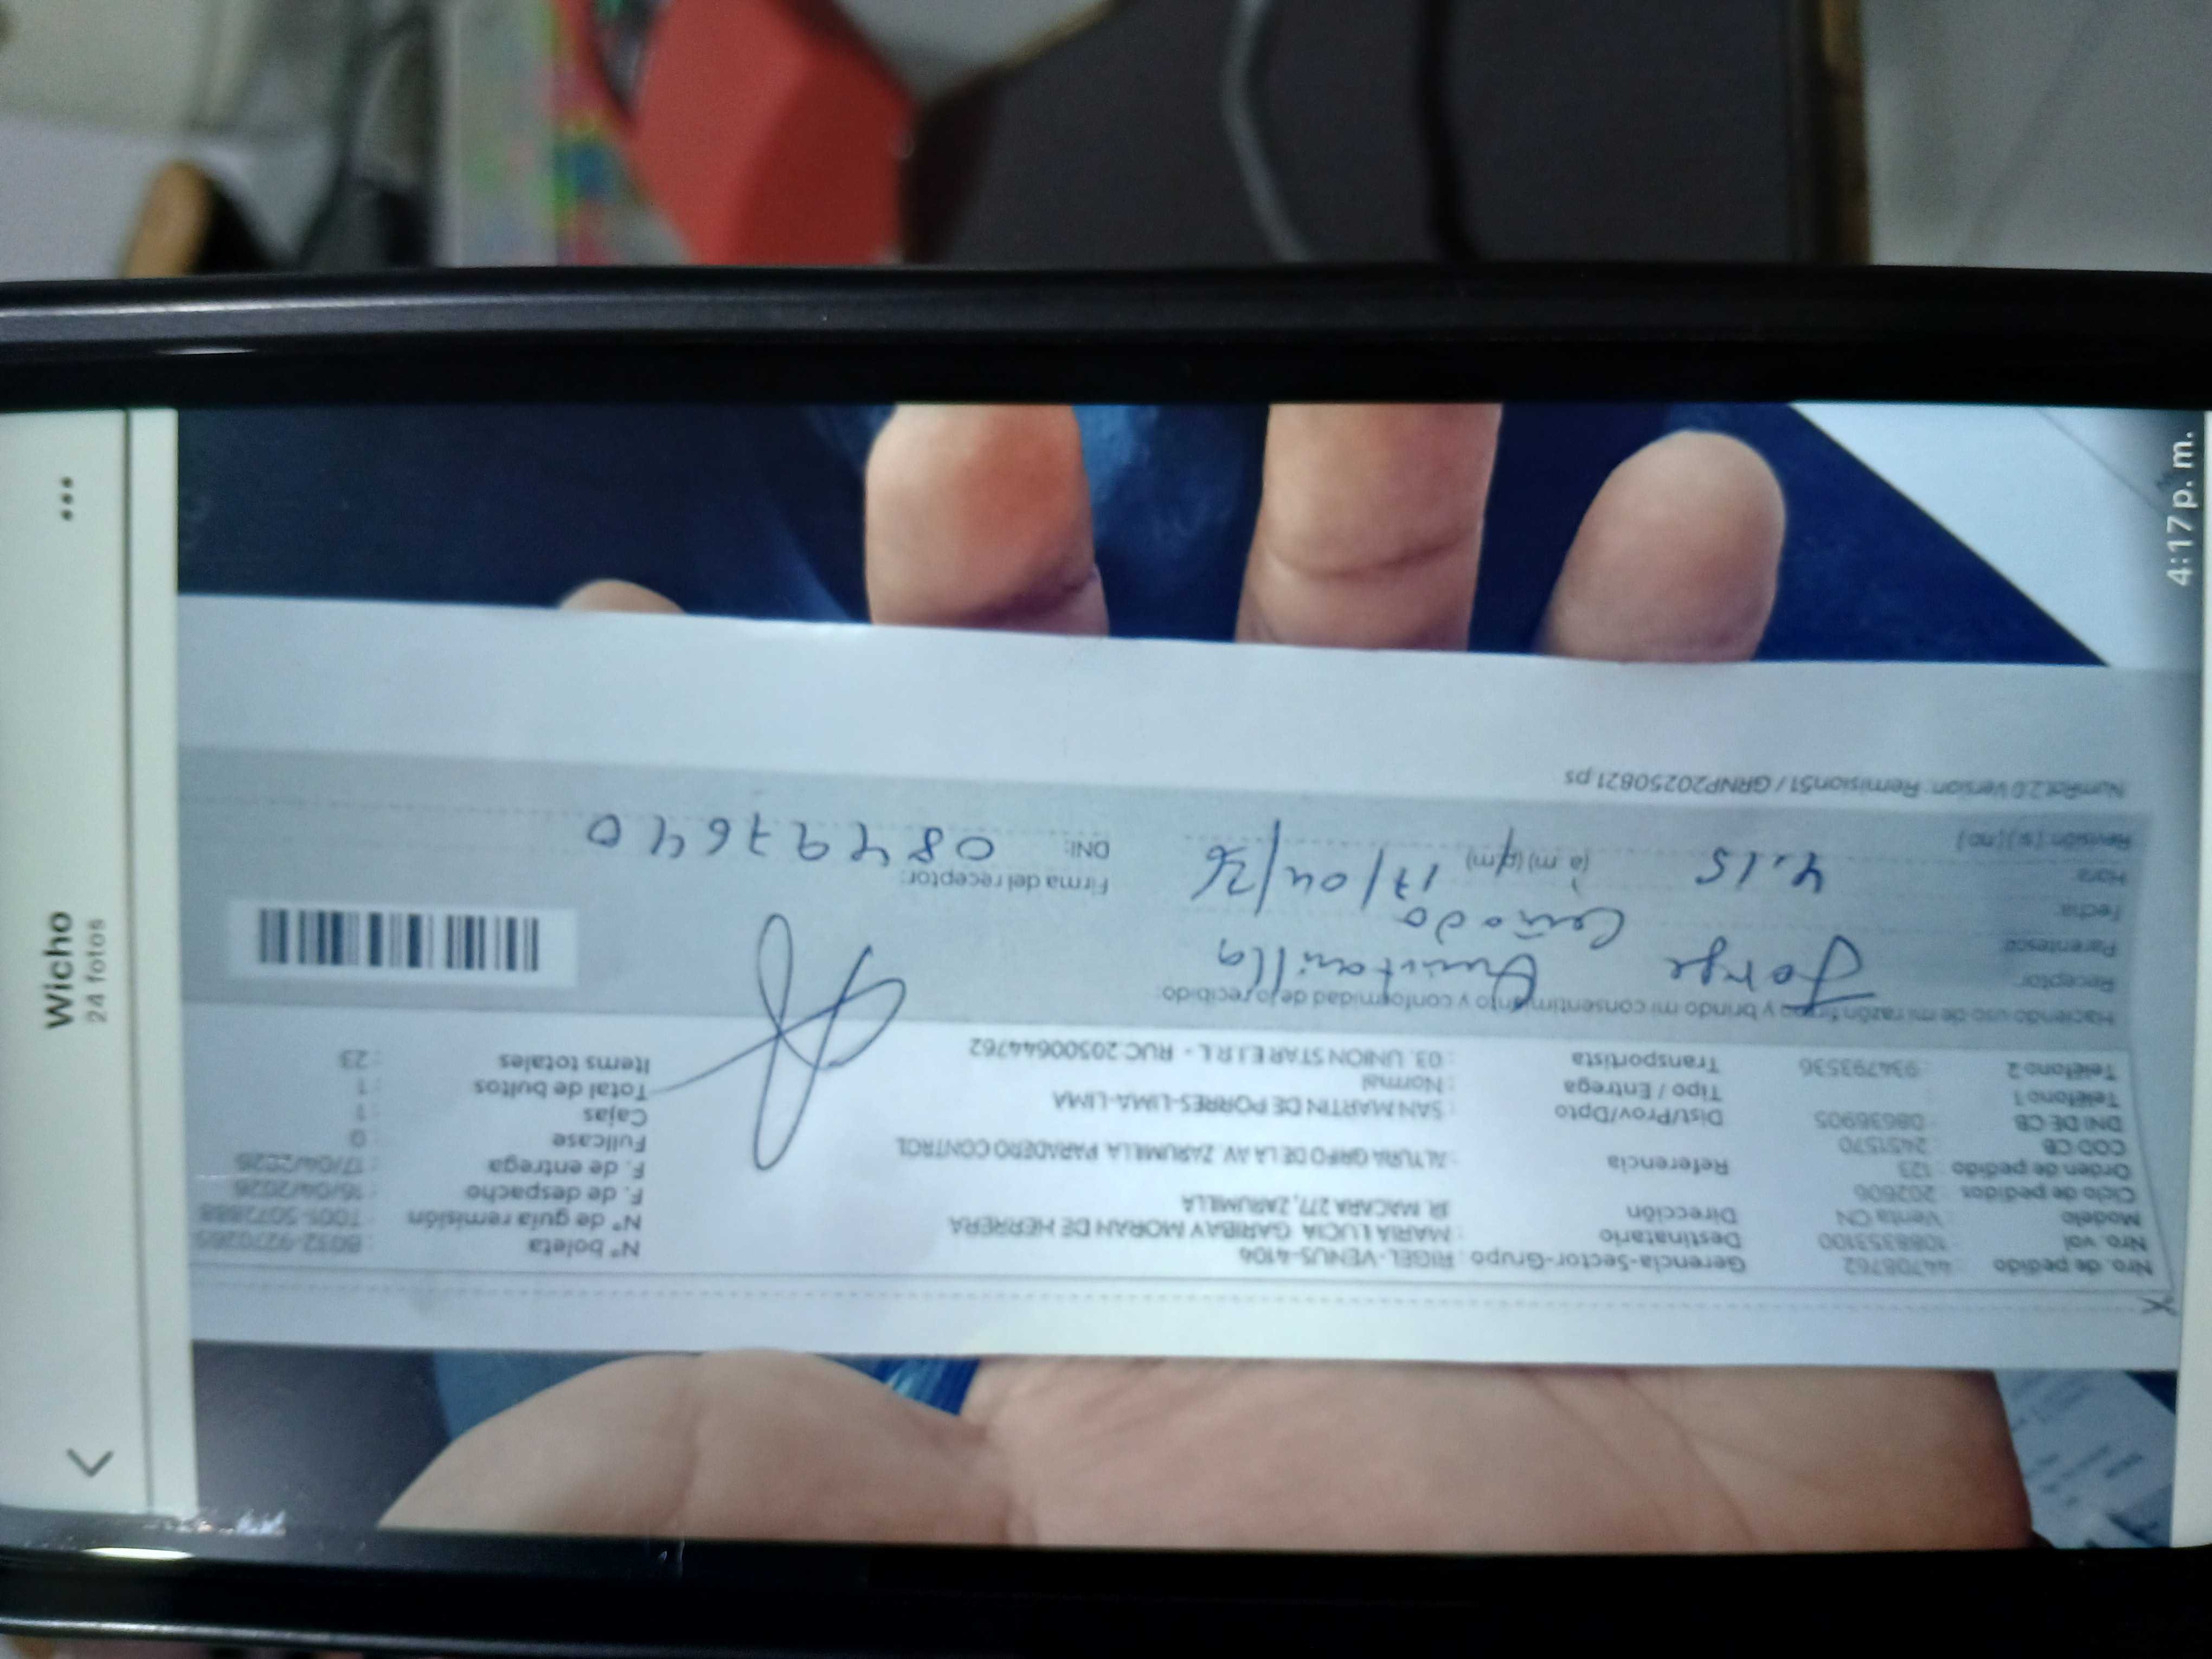 4:17 p. m.
Wicho
24 fotos
Nro. de pedido : 44708762
Nro. vol : 1088353100
Modelo : Venta CN
Ciclo de pedidos : 202606
Orden de pedido : 123
COD CB : 2451570
DNI DE CB : 08636905
Teléfono 1 :
Teléfono 2 : 934793536
Gerencia-Sector-Grupo : RIGEL-VENUS-4106
Destinatario : MARIA LUCIA GARIBAY MORAN DE HERRERA
Dirección : JR. MACARA 277, ZARUMILLA
Referencia : ALTURA GRIFO DE LA AV. ZARUMILLA PARADERO CONTROL
Dist/Prov/Dpto : SAN MARTIN DE PORRES-LIMA-LIMA
Tipo / Entrega : Normal
Transportista : 03. UNION STAR E.I.R.L - RUC:20500644762
N° boleta
N° de guía remisión
F. de despacho : 16/04/2026
F. de entrega : 17/04/2026
Fullcase : 0
Cajas : 1
Total de bultos : 1
Items totales : 23
Haciendo uso de mi razón firmo y brindo mi consentimiento y conformidad de lo recibido:
Receptor Jorge Quintanilla
Parentesco Cuñado
Fecha: 17/04/26
Hora 4.15 (a m) (p m)
Revisión [si] [no]
Firma del receptor:
DNI: 08497640
NumRot 2.0 Version : Remision51 / GRNP20250821.ps